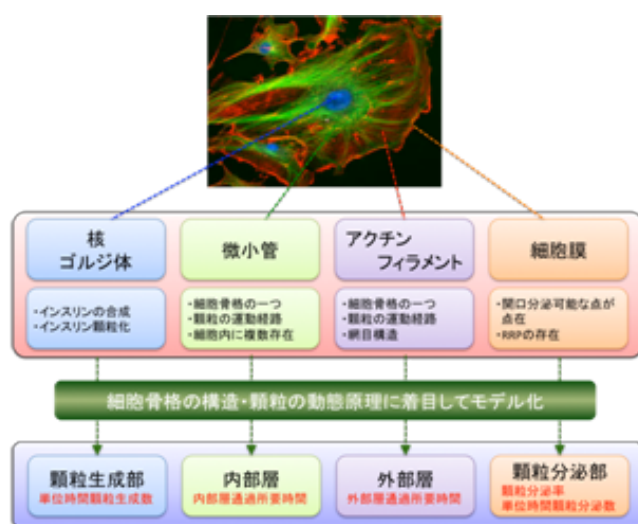 核
ゴルジ体
微小管
アクチン
フィラメント
細胞膜
・インスリンの合成
・インスリン顆粒化
・細胞骨格の一つ
・顆粒の運動経路
・細胞内に複数存在
・細胞骨格の一つ
・顆粒の運動経路
・網目構造
・開口分泌可能な点が
点在
・RRPの存在
細胞骨格の構造・顆粒の動態原理に着目してモデル化
顆粒生成部
単位時間顆粒生成数
内部層
内部層通過所要時間
外部層
外部層通過所要時間
顆粒分泌部
顆粒分泌率
単位時間顆粒分泌数